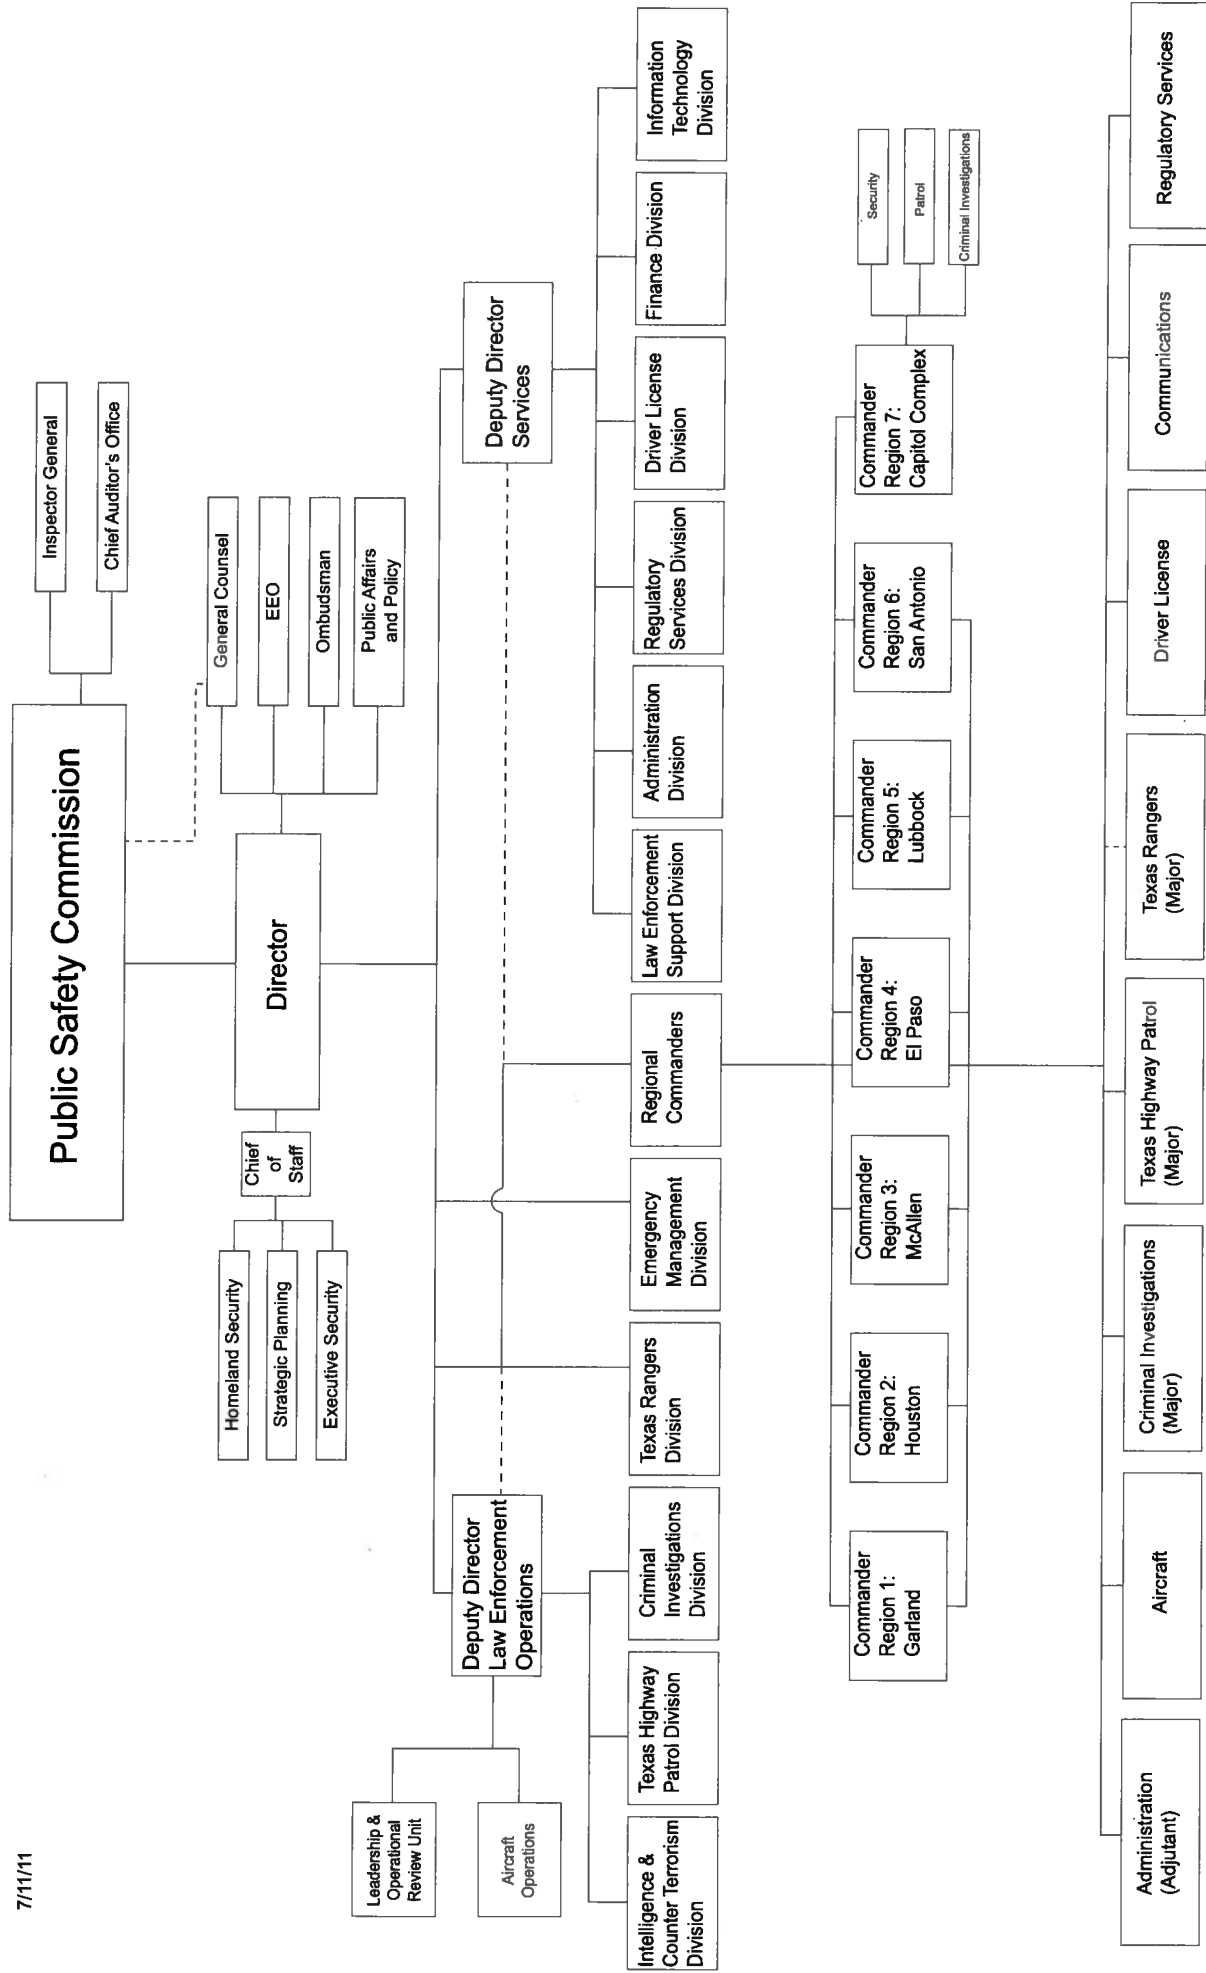 7/11/11
Public Safety Commission
Inspector General
Chief Auditor's Office
Director
General Counsel
EEO
Ombudsman
Public Affairs
and Policy
Chief
of
Staff
Homeland Security
Strategic Planning
Executive Security
Deputy Director
Law Enforcement
Operations
Deputy Director
Services
Leadership &
Operational
Review Unit
Aircraft
Operations
Intelligence &
Counter Terrorism
Division
Texas Highway
Patrol Division
Criminal
Investigations
Division
Texas Rangers
Division
Emergency
Management
Division
Regional
Commanders
Law Enforcement
Support Division
Administration
Division
Regulatory
Services Division
Driver License
Division
Finance Division
Information
Technology
Division
Commander
Region 1:
Garland
Commander
Region 2:
Houston
Commander
Region 3:
McAllen
Commander
Region 4:
El Paso
Commander
Region 5:
Lubbock
Commander
Region 6:
San Antonio
Commander
Region 7:
Capitol Complex
Security
Patrol
Criminal Investigations
Administration
(Adjutant)
Aircraft
Criminal Investigations
(Major)
Texas Highway Patrol
(Major)
Texas Rangers
(Major)
Driver License
Communications
Regulatory Services